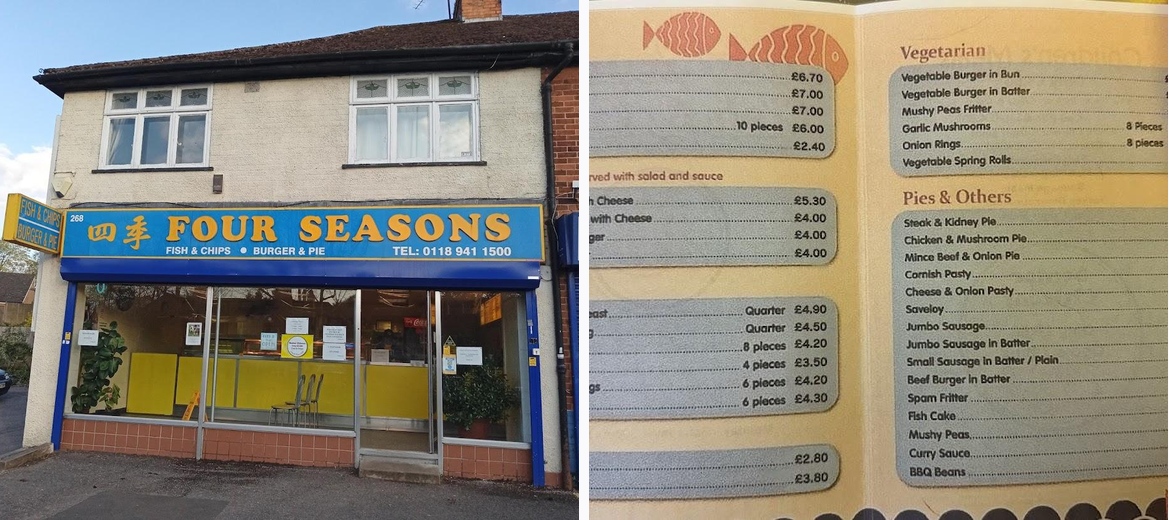 FISH & CHIPS
BURGER & PIE
268
四季 FOUR SEASONS
FISH & CHIPS • BURGER & PIE TEL: 0118 941 1500
£6.70
£7.00
£7.00
10 pieces £6.00
£2.40
served with salad and sauce
Cheese £5.30
with Cheese £4.00
£4.00
£4.00
Quarter £4.90
Quarter £4.50
8 pieces £4.20
4 pieces £3.50
6 pieces £4.20
6 pieces £4.30
£2.80
£3.80
Vegetarian
Vegetable Burger in Bun
Vegetable Burger in Batter
Mushy Peas Fritter
Garlic Mushrooms 8 Pieces
Onion Rings 8 pieces
Vegetable Spring Rolls
Pies & Others
Steak & Kidney Pie
Chicken & Mushroom Pie
Mince Beef & Onion Pie
Cornish Pasty
Cheese & Onion Pasty
Saveloy
Jumbo Sausage
Jumbo Sausage in Batter
Small Sausage in Batter / Plain
Beef Burger in Batter
Spam Fritter
Fish Cake
Mushy Peas
Curry Sauce
BBQ Beans